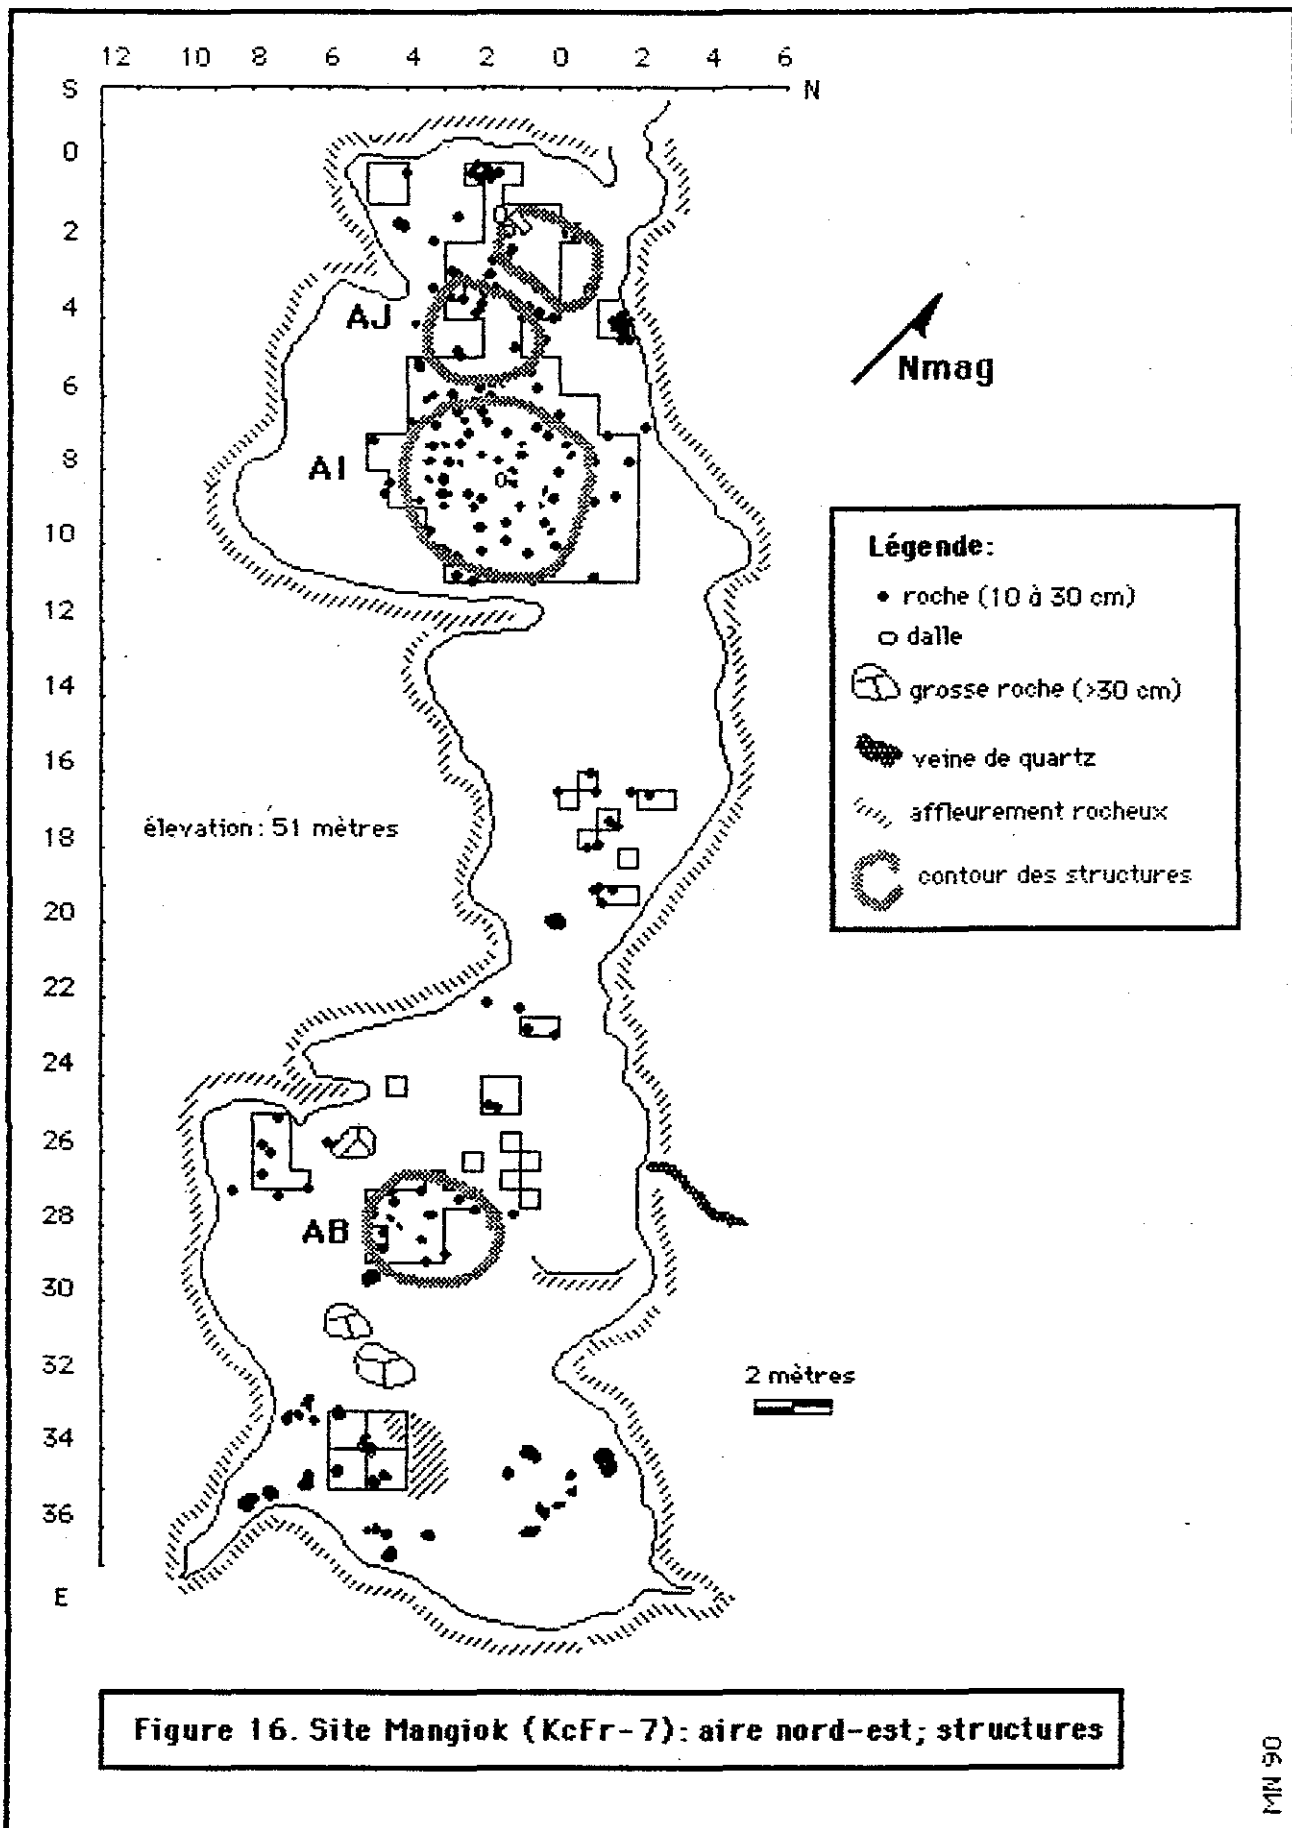 12 10 8 6 4 2 0 2 4 6
S N
0
2
4
AJ
Nmag
6
8
AI
10
12
14
16
18
20
22
24
26
28
AB
30
32
34
36
E
Légende:
roche (10 à 30 cm)
dalle
grosse roche (>30 cm)
veine de quartz
affleurement rocheux
contour des structures
élevation : 51 mètres
2 mètres
Figure 16. Site Mangiok (KcFr-7): aire nord-est; structures
MN 90